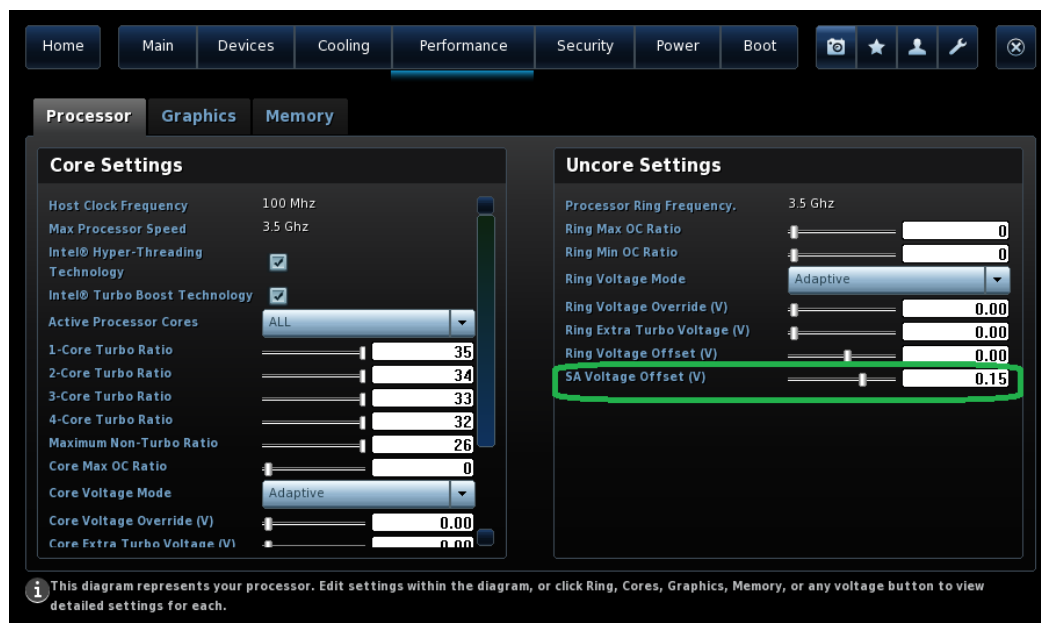 Home Main Devices Cooling Performance Security Power Boot
Processor Graphics Memory
Core Settings
Host Clock Frequency 100 Mhz
Max Processor Speed 3.5 Ghz
Intel® Hyper-Threading
Technology
Intel® Turbo Boost Technology
Active Processor Cores ALL
1-Core Turbo Ratio 35
2-Core Turbo Ratio 34
3-Core Turbo Ratio 33
4-Core Turbo Ratio 32
Maximum Non-Turbo Ratio 26
Core Max OC Ratio 0
Core Voltage Mode Adaptive
Core Voltage Override (V) 0.00
Core Extra Turbo Voltage (V) 0.00
Uncore Settings
Processor Ring Frequency. 3.5 Ghz
Ring Max OC Ratio 0
Ring Min OC Ratio 0
Ring Voltage Mode Adaptive
Ring Voltage Override (V) 0.00
Ring Extra Turbo Voltage (V) 0.00
Ring Voltage Offset (V) 0.00
SA Voltage Offset (V) 0.15
This diagram represents your processor. Edit settings within the diagram, or click Ring, Cores, Graphics, Memory, or any voltage button to view
detailed settings for each.